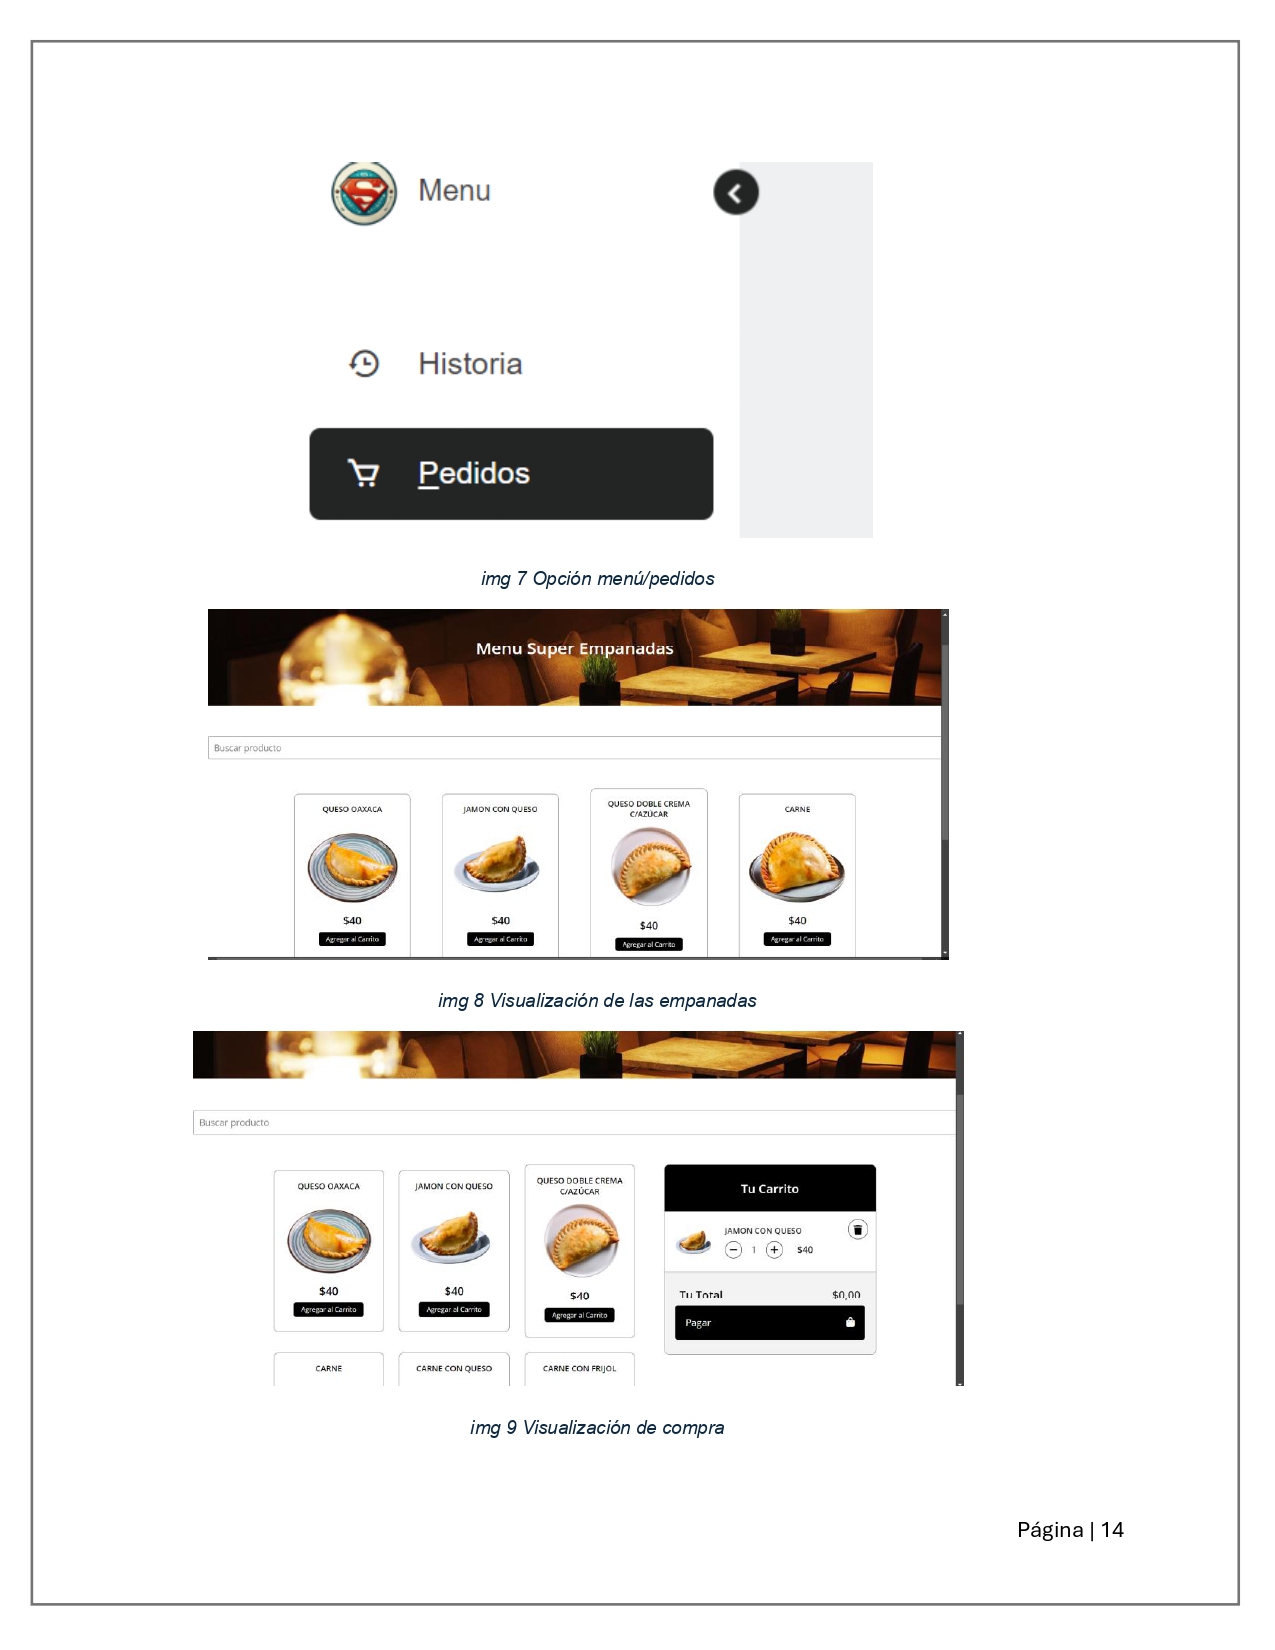 Menu
Historia
Pedidos
img 7 Opción menú/pedidos
Menu Super Empanadas
Buscar producto
QUESO OAXACA
JAMON CON QUESO
QUESO DOBLE CREMA
C/AZÚCAR
CARNE
$40
$40
$40
$40
Agregar al Carrito
Agregar al Carrito
Agregar al Carrito
Agregar al Carrito
img 8 Visualización de las empanadas
Buscar producto
QUESO OAXACA
JAMON CON QUESO
QUESO DOBLE CREMA
C/AZÚCAR
$40
$40
$40
Agregar al Carrito
Agregar al Carrito
Agregar al Carrito
Tu Carrito
JAMON CON QUESO
1 $40
Tu Total $0,00
Pagar
CARNE
CARNE CON QUESO
CARNE CON FRIJOL
img 9 Visualización de compra
Página | 14